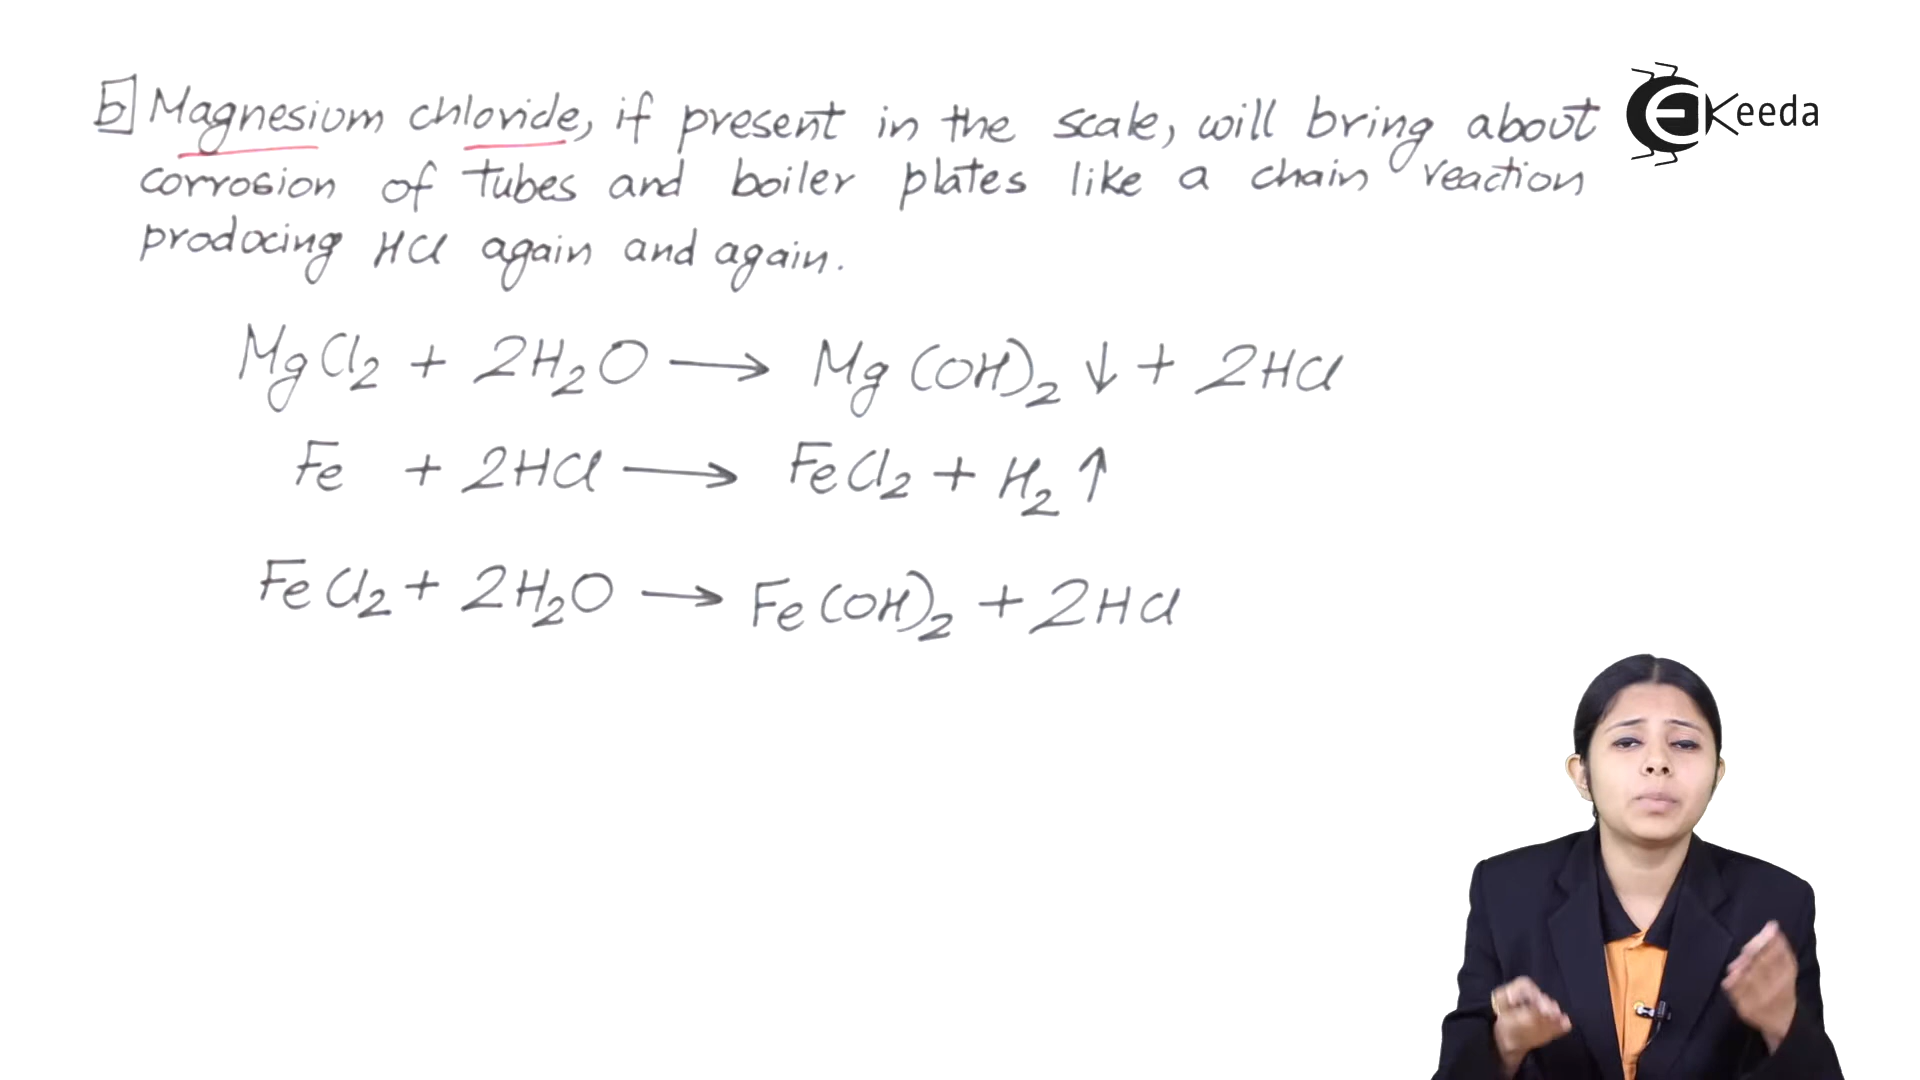 b Magnesium chloride, if present in the scale, will bring about
corrosion of tubes and boiler plates like a chain reaction
producing HCl again and again.
MgCl2 + 2H2O → Mg(OH)2 ↓ + 2HCl
Fe + 2HCl → FeCl2 + H2 ↑
FeCl2 + 2H2O → Fe(OH)2 + 2HCl
EKeeda